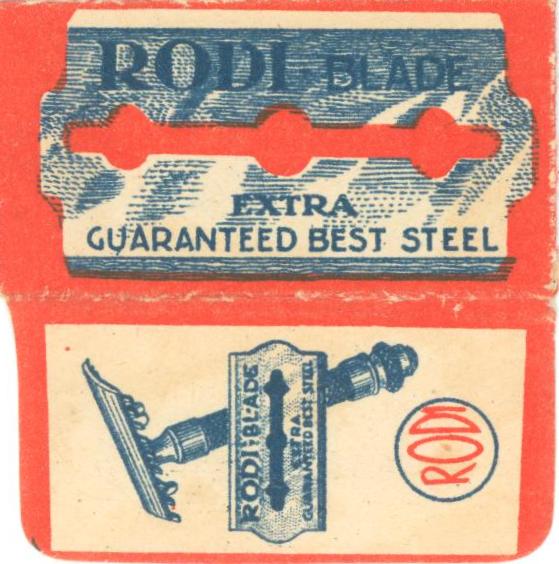 RODI-BLADE
EXTRA
GUARANTEED BEST STEEL
RODI-BLADE
EXTRA
GUARANTEED BEST STEEL
RODI